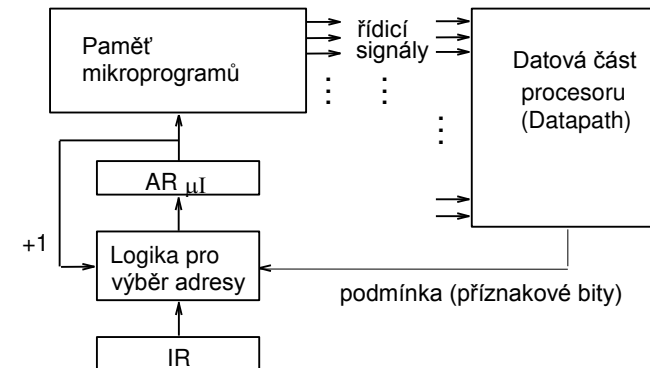 Paměť
mikroprogramů
řídicí
signály
Datová část
procesoru
(Datapath)
AR μI
+1
Logika pro
výběr adresy
podmínka (příznakové bity)
IR